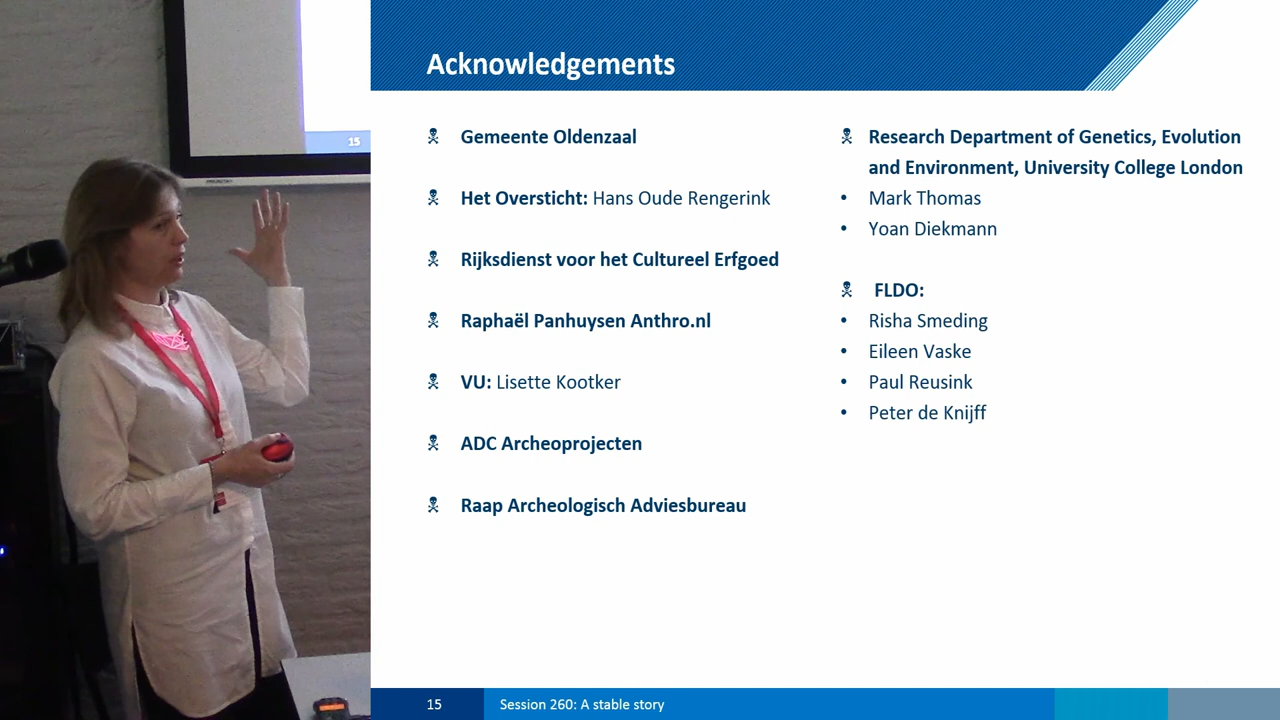 Acknowledgements
Gemeente Oldenzaal
Het Oversticht: Hans Oude Rengerink
Rijksdienst voor het Cultureel Erfgoed
Raphaël Panhuysen Anthro.nl
VU: Lisette Kootker
ADC Archeoprojecten
Raap Archeologisch Adviesbureau
Research Department of Genetics, Evolution
and Environment, University College London
Mark Thomas
Yoan Diekmann
FLDO:
Risha Smeding
Eileen Vaske
Paul Reusink
Peter de Knijff
15
Session 260: A stable story
15